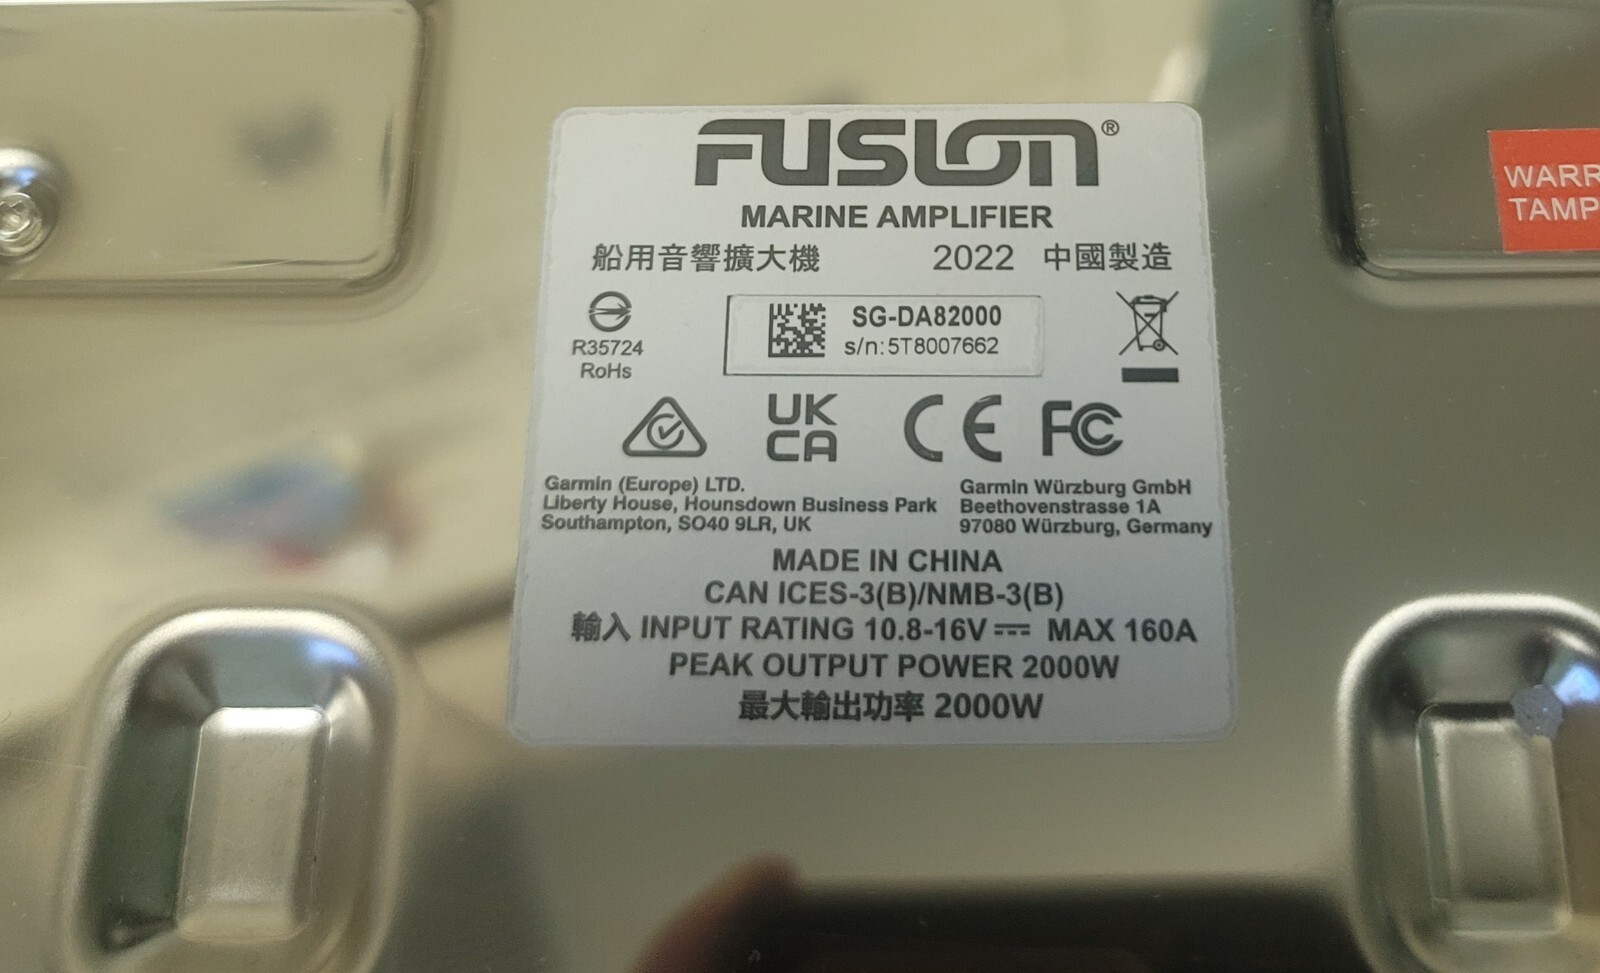 FUSION®
MARINE AMPLIFIER
船用音響擴大機 2022 中國製造
R35724
RoHs
SG-DA82000
s/n:5T8007662
UK
CA
CE FC
Garmin (Europe) LTD.
Liberty House, Hounsdown Business Park
Southampton, SO40 9LR, UK
Garmin Würzburg GmbH
Beethovenstrasse 1A
97080 Würzburg, Germany
MADE IN CHINA
CAN ICES-3(B)/NMB-3(B)
輸入 INPUT RATING 10.8-16V⎓ MAX 160A
PEAK OUTPUT POWER 2000W
最大輸出功率 2000W
WARR
TAMP